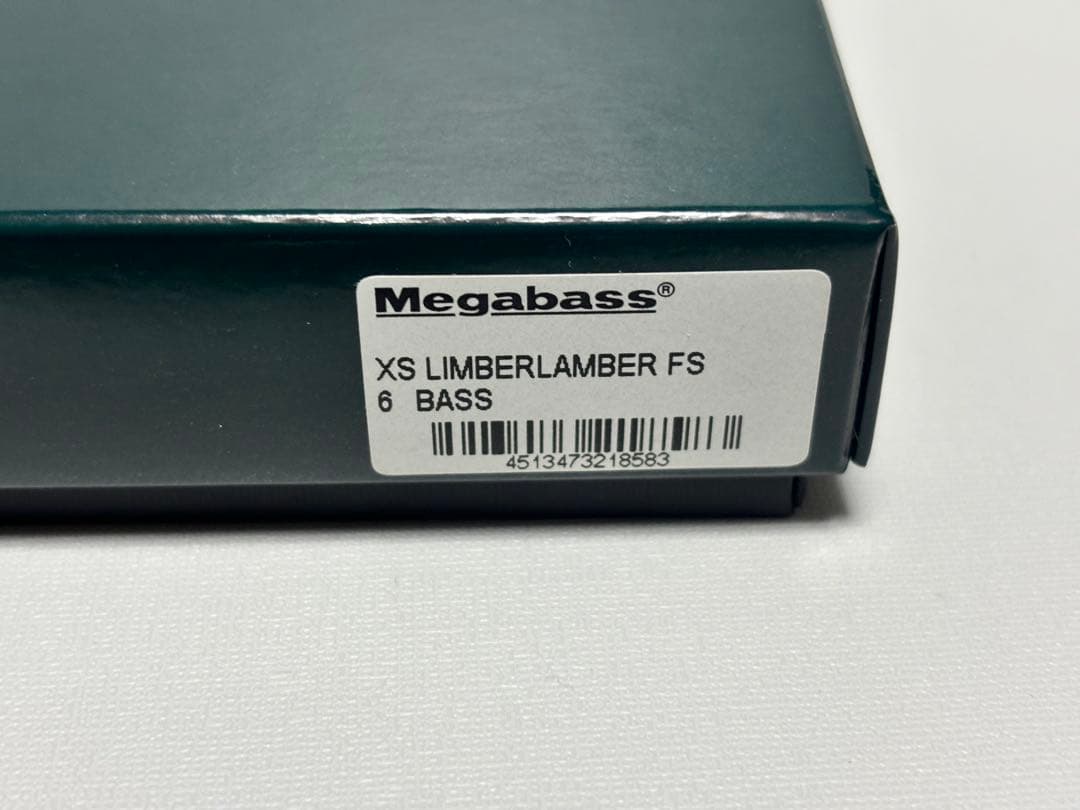 Megabass®
XS LIMBERLAMBER FS
6 BASS
4513473218583